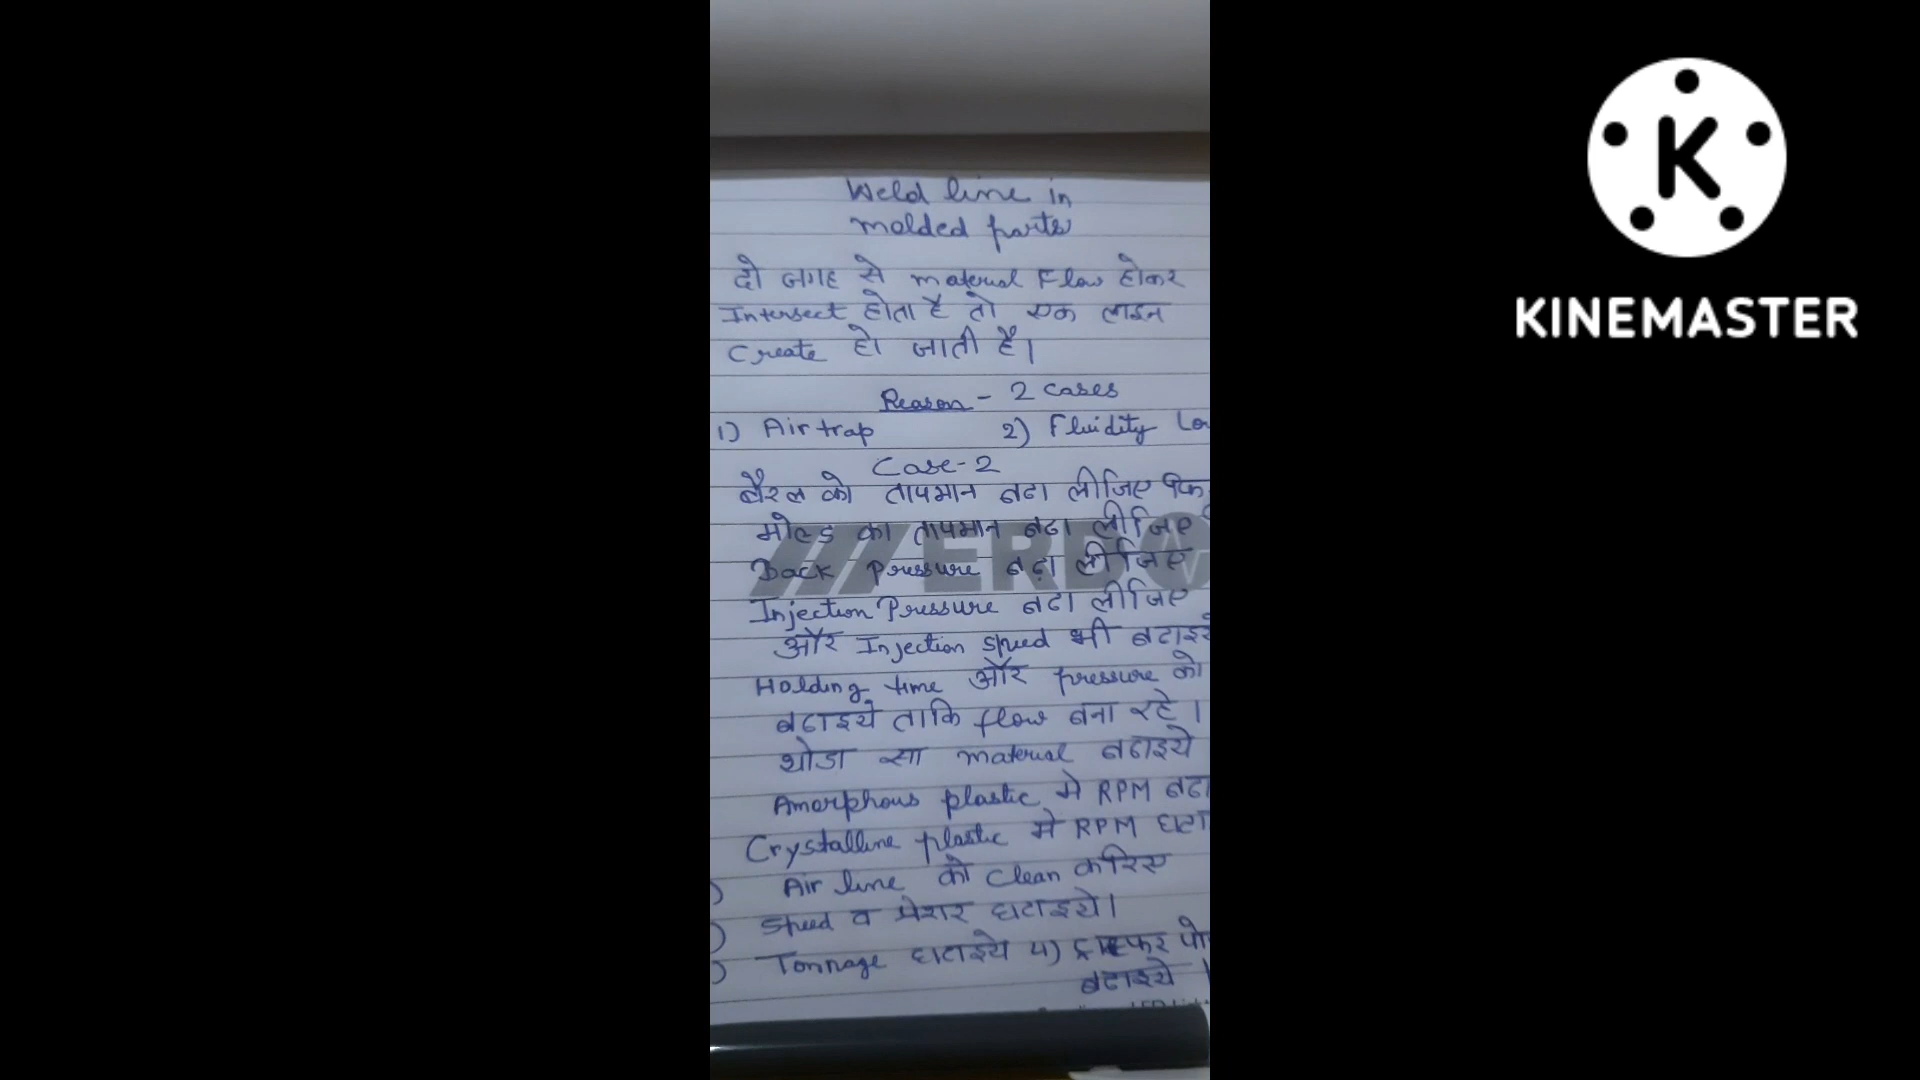 Weld line in
molded parts
दो जगह से material Flow होकर
Intersect होता है तो एक लाइन
Create हो जाती है।
Reason - 2 cases
1) Air trap 2) Fluidity
Case-2
बैरल को तापमान बढा लीजिए
मोल्ड का तापमान बढा लीजिए
Back Pressure बढ़ा लीजिए
Injection Pressure बढा लीजिए
और Injection speed भी
Holding time और pressure को
बढाइये ताकि flow बना रहे।
थोडा सा material बढाइये
Amorphous plastic मे RPM
Crystalline plastic मे RPM
Air line को Clean करिए
speed व प्रेशर घटाइये।
Tonnage घटाइये 4)
बढाइये
KINEMASTER